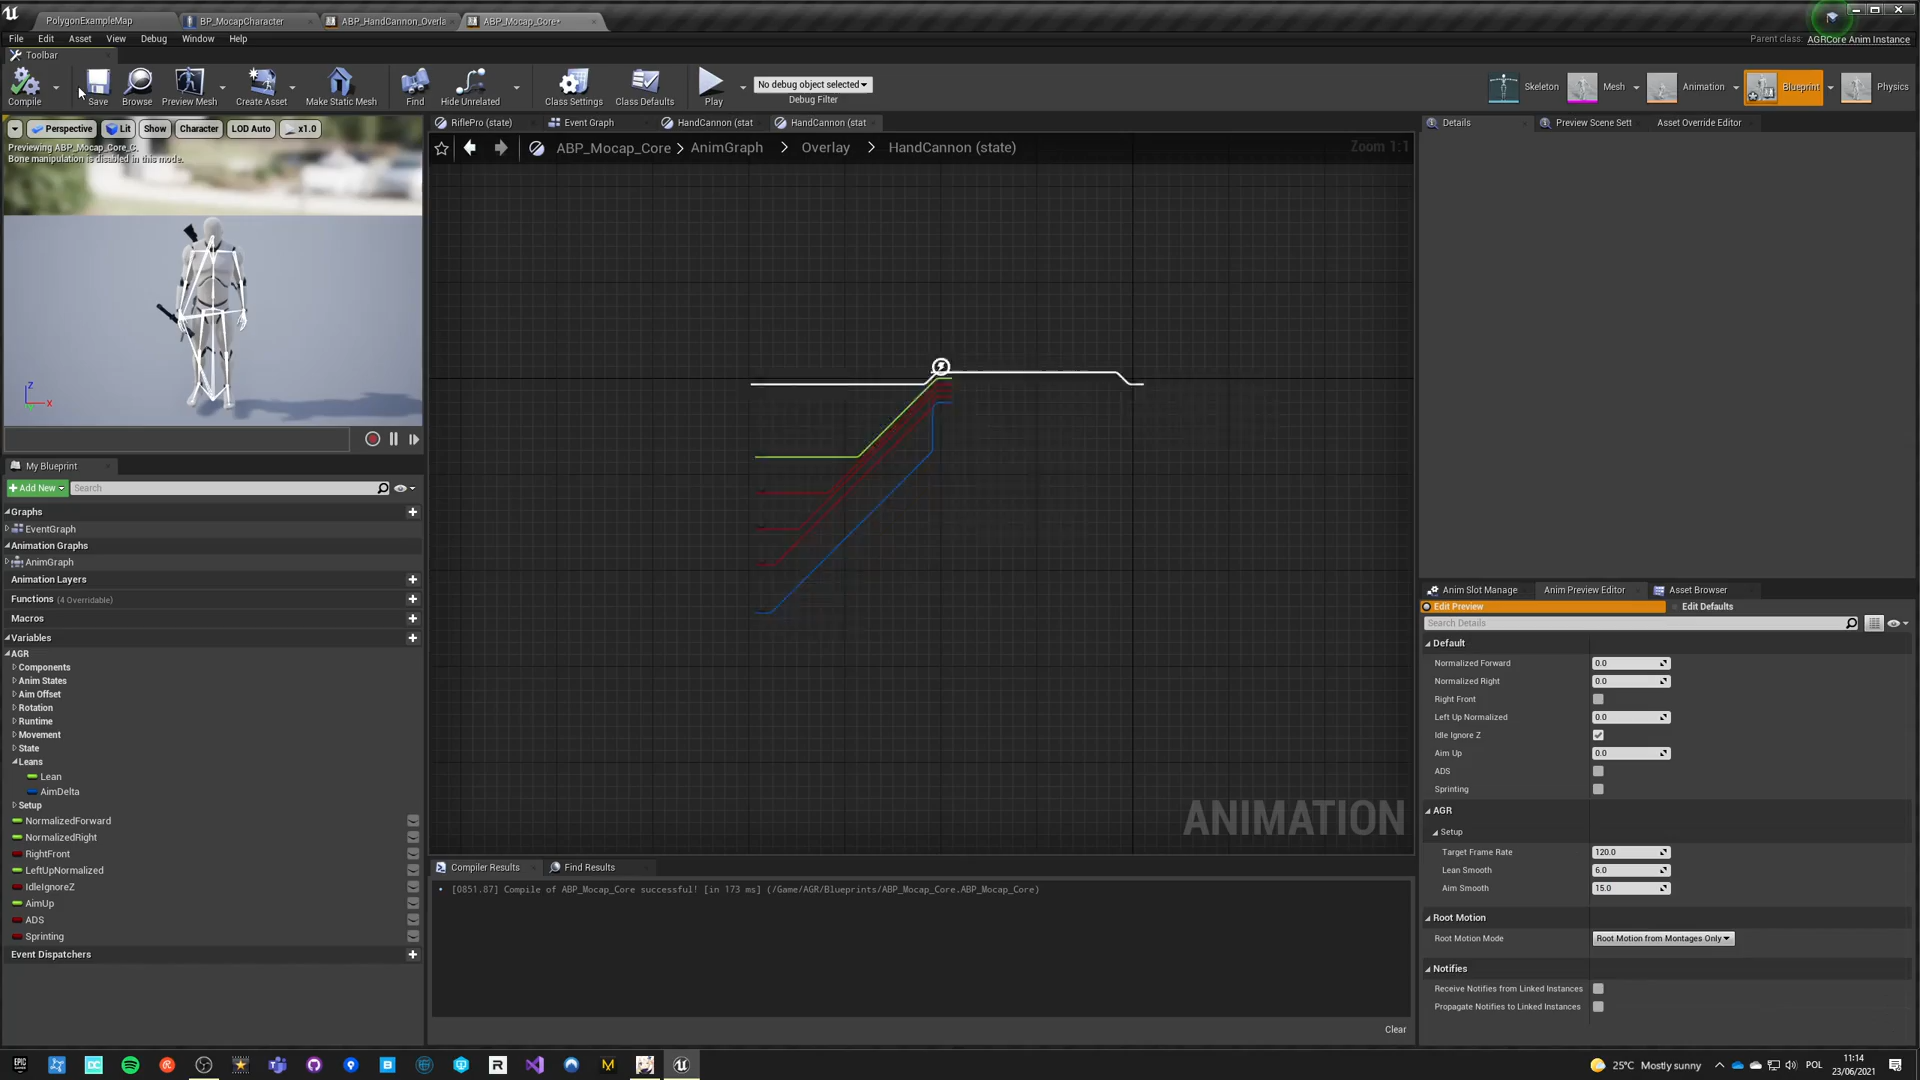 PolygonExampleMap
BP_MocapCharacter
ABP_HandCannon_Overla
ABP_Mocap_Core*
File Edit Asset View Debug Window Help
Parent class: AGRCore Anim Instance
Toolbar
Compile
Save
Browse
Preview Mesh
Create Asset
Make Static Mesh
Find
Hide Unrelated
Class Settings
Class Defaults
Play
No debug object selected
Debug Filter
Skeleton
Mesh
Animation
Blueprint
Physics
Perspective
Lit
Show
Character
LOD Auto
x1.0
Previewing ABP_Mocap_Core_C.
Bone manipulation is disabled in this mode.
Z
X
RiflePro (state)
Event Graph
HandCannon (stat
HandCannon (stat
ABP_Mocap_Core > AnimGraph > Overlay > HandCannon (state)
Zoom 1:1
ANIMATION
Details
Preview Scene Sett
Asset Override Editor
My Blueprint
Add New
Search
Graphs
EventGraph
Animation Graphs
AnimGraph
Animation Layers
Functions (4 Overridable)
Macros
Variables
AGR
Components
Anim States
Aim Offset
Rotation
Runtime
Movement
State
Leans
Lean
AimDelta
Setup
NormalizedForward
NormalizedRight
RightFront
LeftUpNormalized
IdleIgnoreZ
AimUp
ADS
Sprinting
Event Dispatchers
Compiler Results
Find Results
[0851.87] Compile of ABP_Mocap_Core successful! [in 173 ms] (/Game/AGR/Blueprints/ABP_Mocap_Core.ABP_Mocap_Core)
Clear
Anim Slot Manage
Anim Preview Editor
Asset Browser
Edit Preview
Edit Defaults
Search Details
Default
Normalized Forward 0.0
Normalized Right 0.0
Right Front
Left Up Normalized 0.0
Idle Ignore Z
Aim Up 0.0
ADS
Sprinting
AGR
Setup
Target Frame Rate 120.0
Lean Smooth 6.0
Aim Smooth 15.0
Root Motion
Root Motion Mode Root Motion from Montages Only
Notifies
Receive Notifies from Linked Instances
Propagate Notifies to Linked Instances
25°C Mostly sunny
POL
11:14
23/06/2021